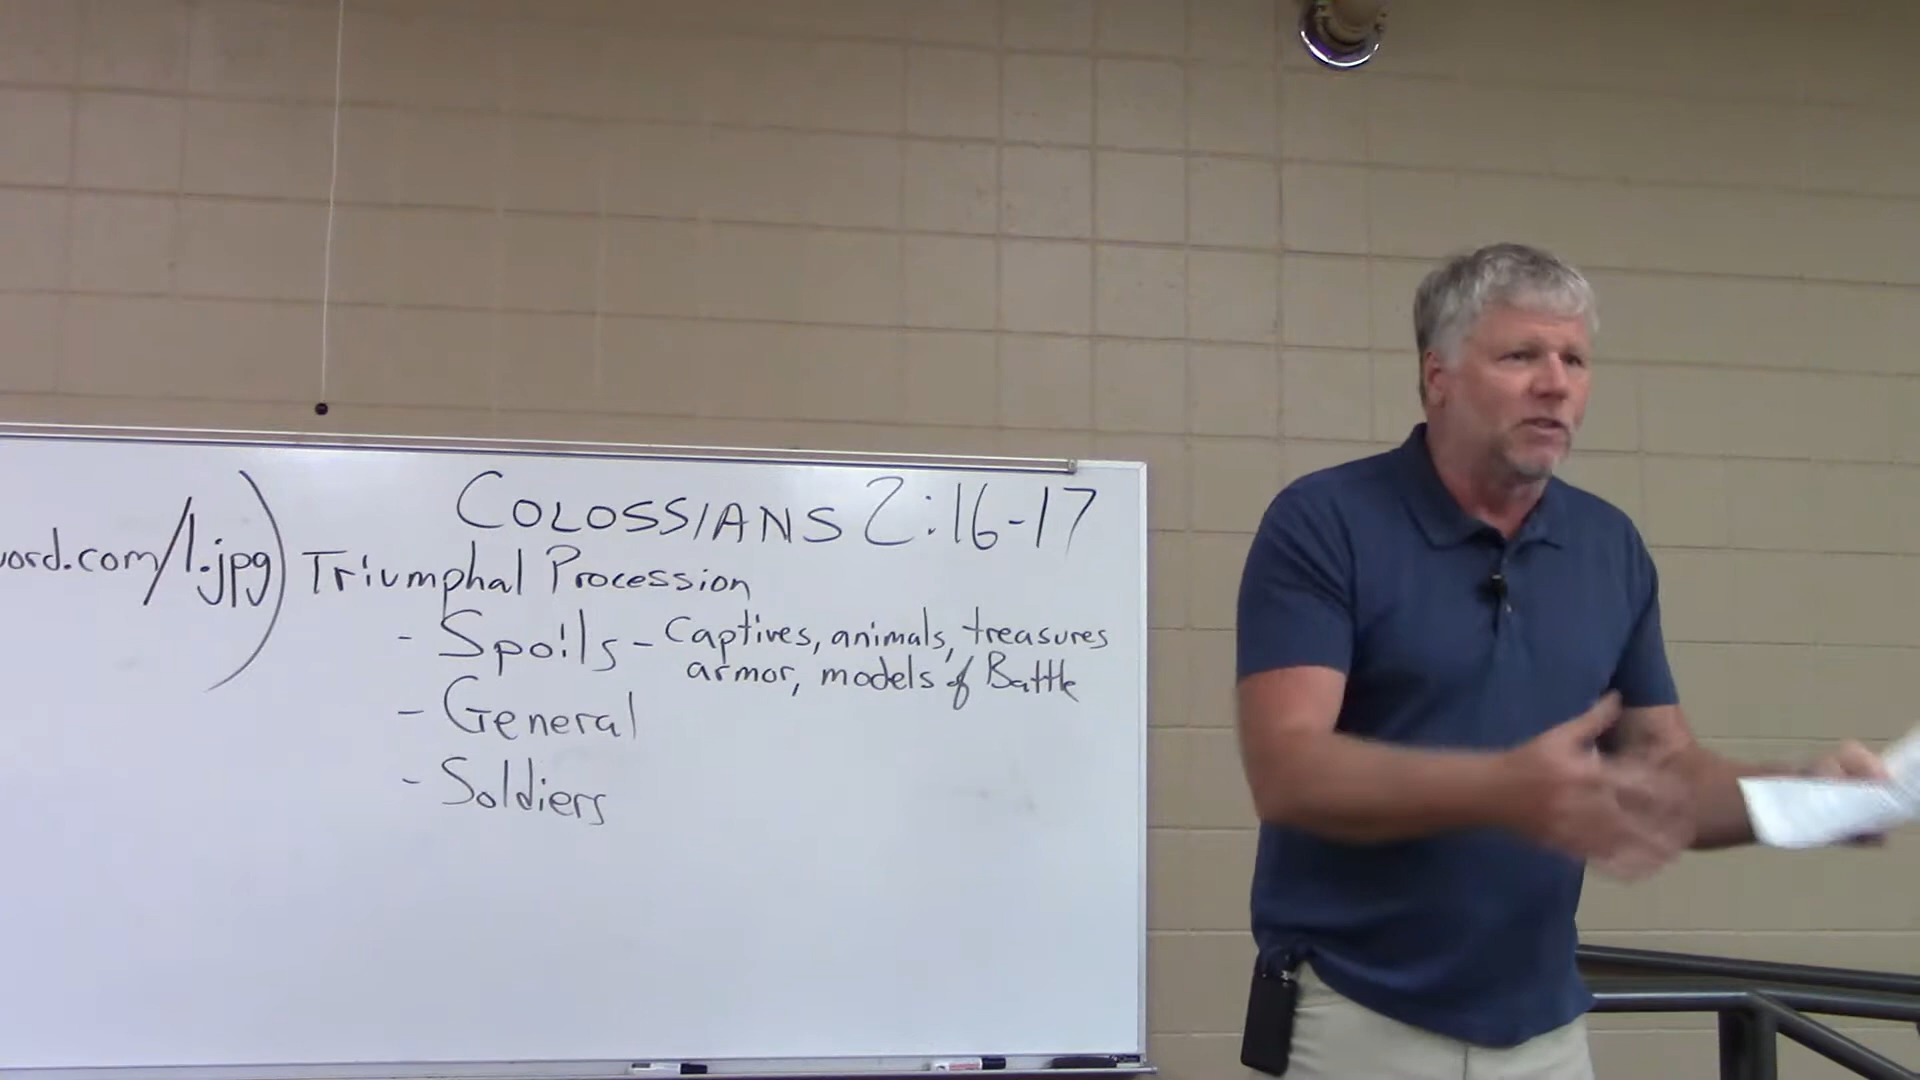 COLOSSIANS 2:16-17
word.com/1.jpg) Triumphal Procession
- Spoils - Captives, animals, treasures
armor, models of Battle
- General
- Soldiers